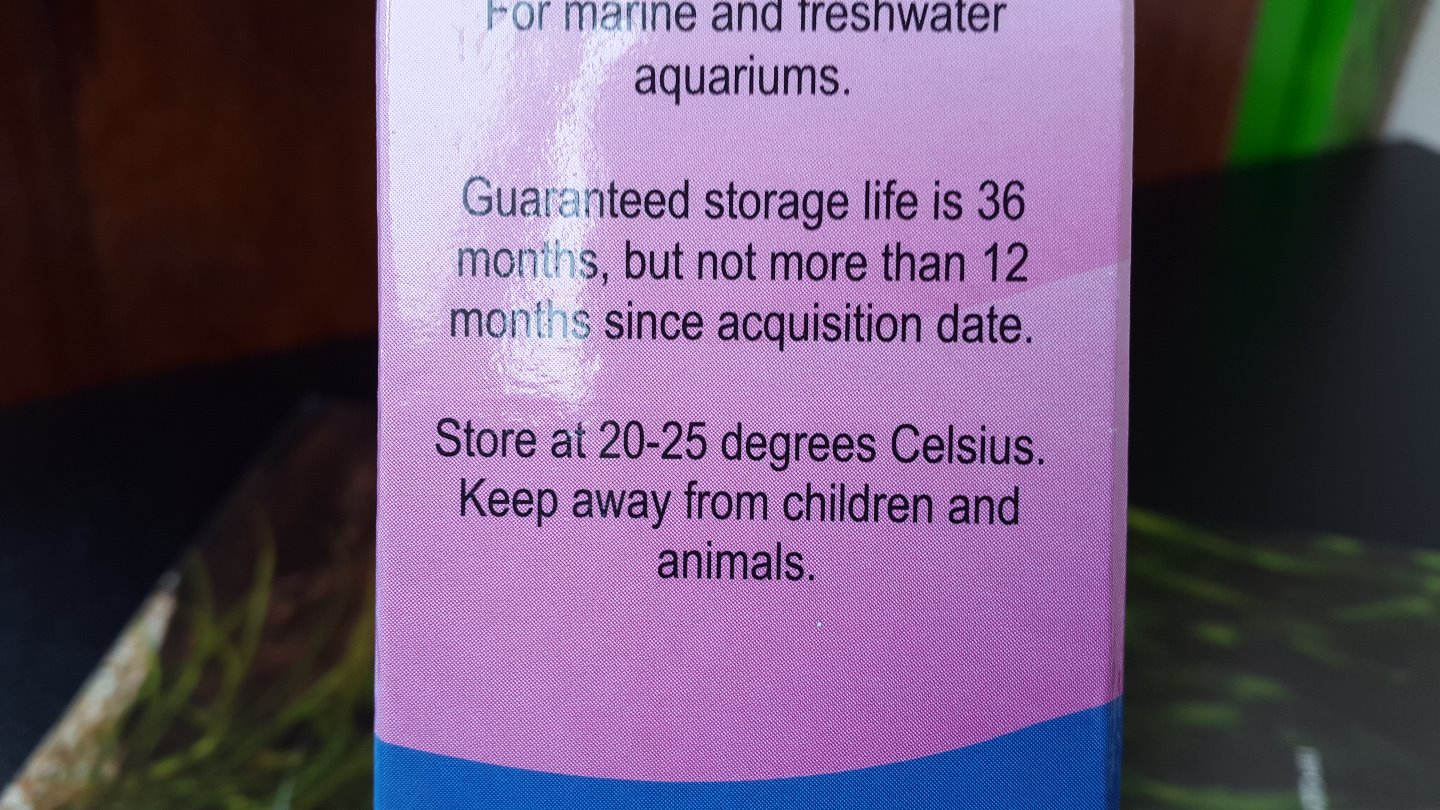 For marine and freshwater
aquariums.
Guaranteed storage life is 36
months, but not more than 12
months since acquisition date.
Store at 20-25 degrees Celsius.
Keep away from children and
animals.